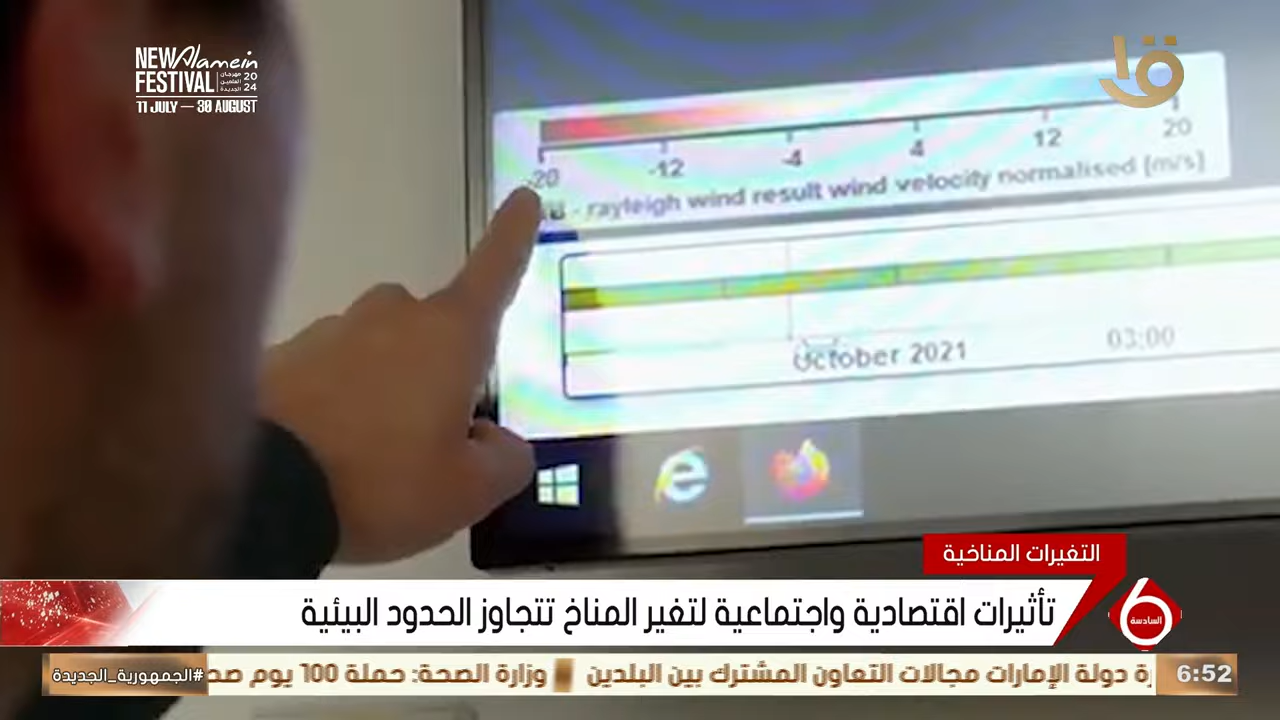 NEW Alamein
FESTIVAL
مهرجان
العلمين
الجديدة
20
24
11 JULY — 30 AUGUST
-20 -12 -4 4 12 20
- rayleigh wind result wind velocity normalised [m/s]
October 2021 03:00
التغيرات المناخية
تأثيرات اقتصادية واجتماعية لتغير المناخ تتجاوز الحدود البيئية
السادسة
6:52 ة دولة الإمارات مجالات التعاون المشترك بين البلدين وزارة الصحة: حملة 100 يوم صح #الجمهورية_الجديدة